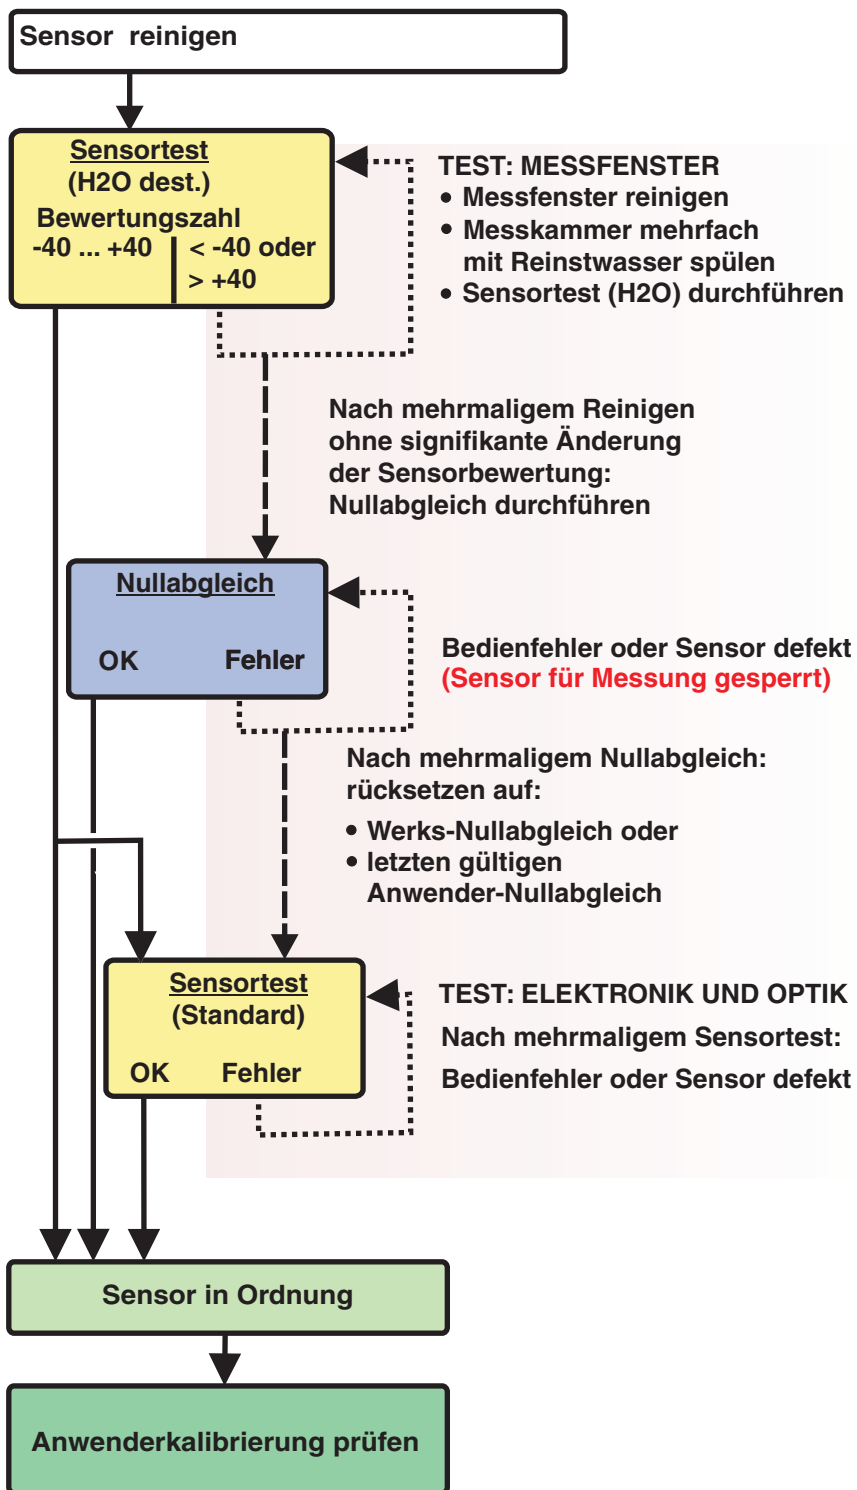 Sensor reinigen
Sensortest
(H2O dest.)
Bewertungszahl
-40 ... +40 < -40 oder
> +40
TEST: MESSFENSTER
• Messfenster reinigen
• Messkammer mehrfach
mit Reinstwasser spülen
• Sensortest (H2O) durchführen
Nach mehrmaligem Reinigen
ohne signifikante Änderung
der Sensorbewertung:
Nullabgleich durchführen
Nullabgleich
OK Fehler
Bedienfehler oder Sensor defekt
(Sensor für Messung gesperrt)
Nach mehrmaligem Nullabgleich:
rücksetzen auf:
• Werks-Nullabgleich oder
• letzten gültigen
Anwender-Nullabgleich
Sensortest
(Standard)
OK Fehler
TEST: ELEKTRONIK UND OPTIK
Nach mehrmaligem Sensortest:
Bedienfehler oder Sensor defekt
Sensor in Ordnung
Anwenderkalibrierung prüfen